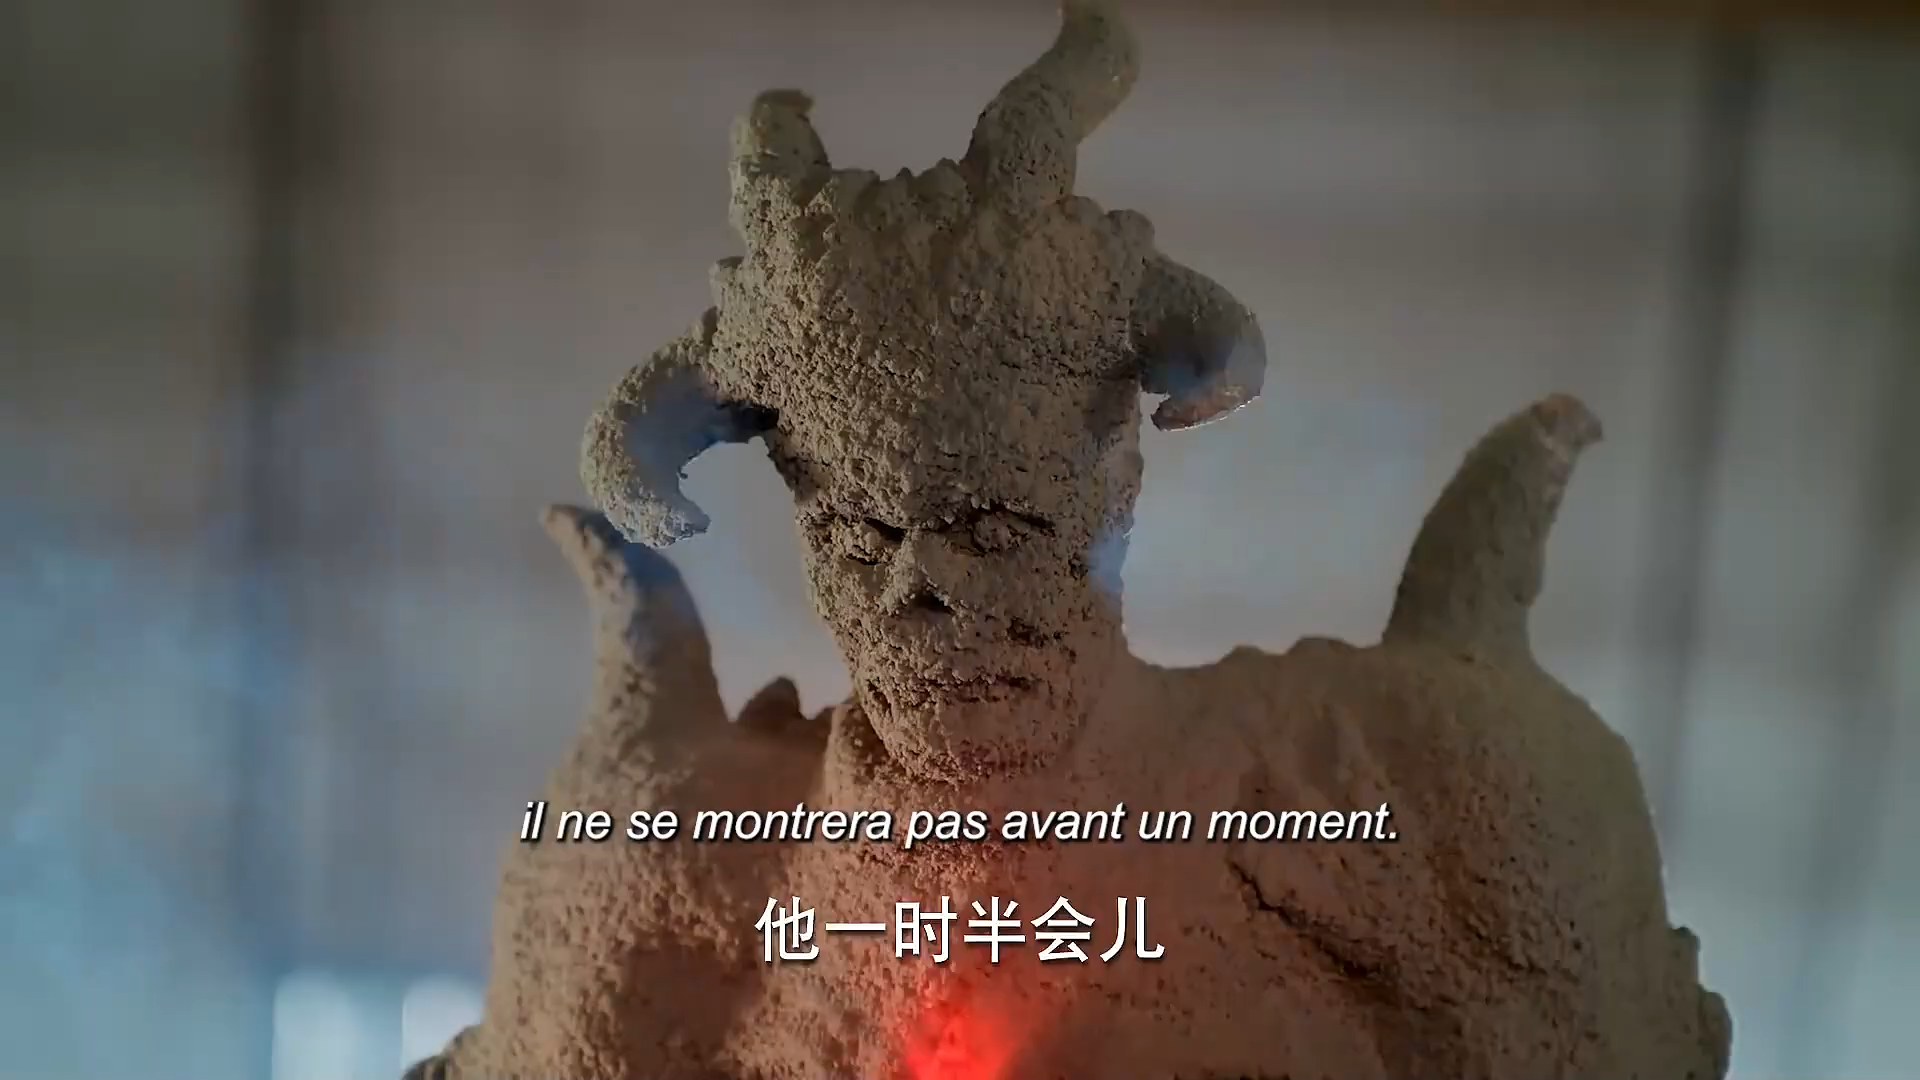 il ne se montrera pas avant un moment.
他一时半会儿